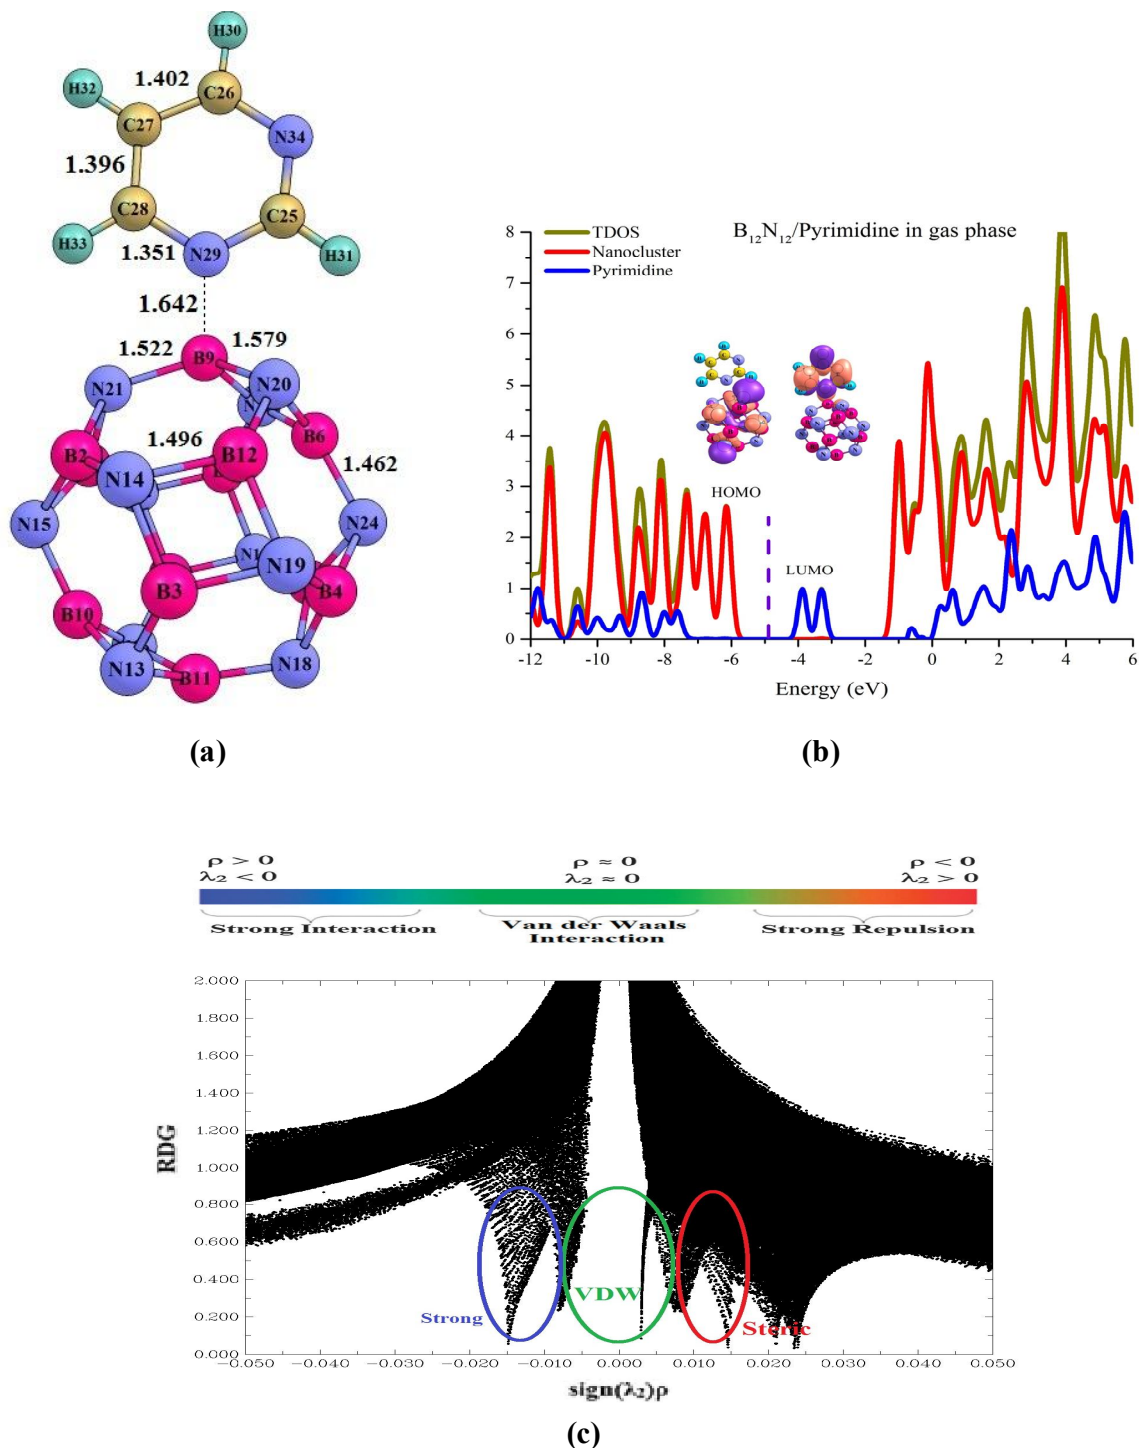 H30
1.402
H32
C26
C27
N34
1.396
C28
C25
H33
1.351
N29
H31
1.642
1.522
1.579
B9
N21
N20
1.496
B6
B2
B12
1.462
N14
N15
N24
N19
B3
B4
B10
N13
N18
B11
(a)
TDOS
Nanocluster
Pyrimidine
B₁₂N₁₂/Pyrimidine in gas phase
HOMO
LUMO
8
7
6
5
4
3
2
1
0
-12 -10 -8 -6 -4 -2 0 2 4 6
Energy (eV)
(b)
ρ > 0 ρ ≈ 0 ρ < 0
λ₂ < 0 λ₂ ≈ 0 λ₂ > 0
Strong Interaction Van der Waals Interaction Strong Repulsion
RDG
2.000
1.800
1.600
1.400
1.200
1.000
0.800
0.600
0.400
0.200
0.000
Strong
VDW
Steric
-0.050 -0.040 -0.030 -0.020 -0.010 0.000 0.010 0.020 0.030 0.040 0.050
sign(λ₂)ρ
(c)